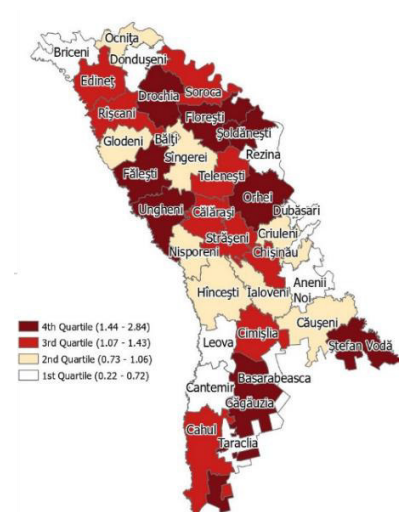 Ocnița
Briceni
Dondușeni
Edineț
Soroca
Drochia
Rîșcani
Florești
Șoldănești
Glodeni
Bălți
Sîngerei
Rezina
Fălești
Telenești
Orhei
Ungheni
Călărași
Dubăsari
Criuleni
Strășeni
Chișinău
Nisporeni
Anenii
Noi
Hîncești
Ialoveni
Căușeni
Cimișlia
Ștefan Vodă
Leova
Basarabeasca
Cantemir
Găgăuzia
Cahul
Taraclia
4th Quartile (1.44 - 2.84)
3rd Quartile (1.07 - 1.43)
2nd Quartile (0.73 - 1.06)
1st Quartile (0.22 - 0.72)